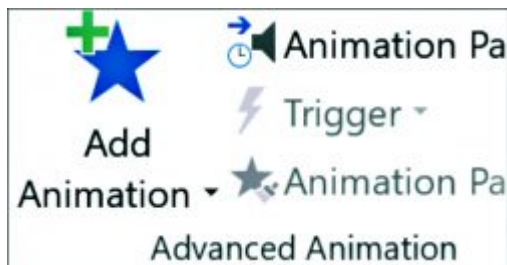 Add
Animation
Animation Pa
Trigger
Animation Pa
Advanced Animation